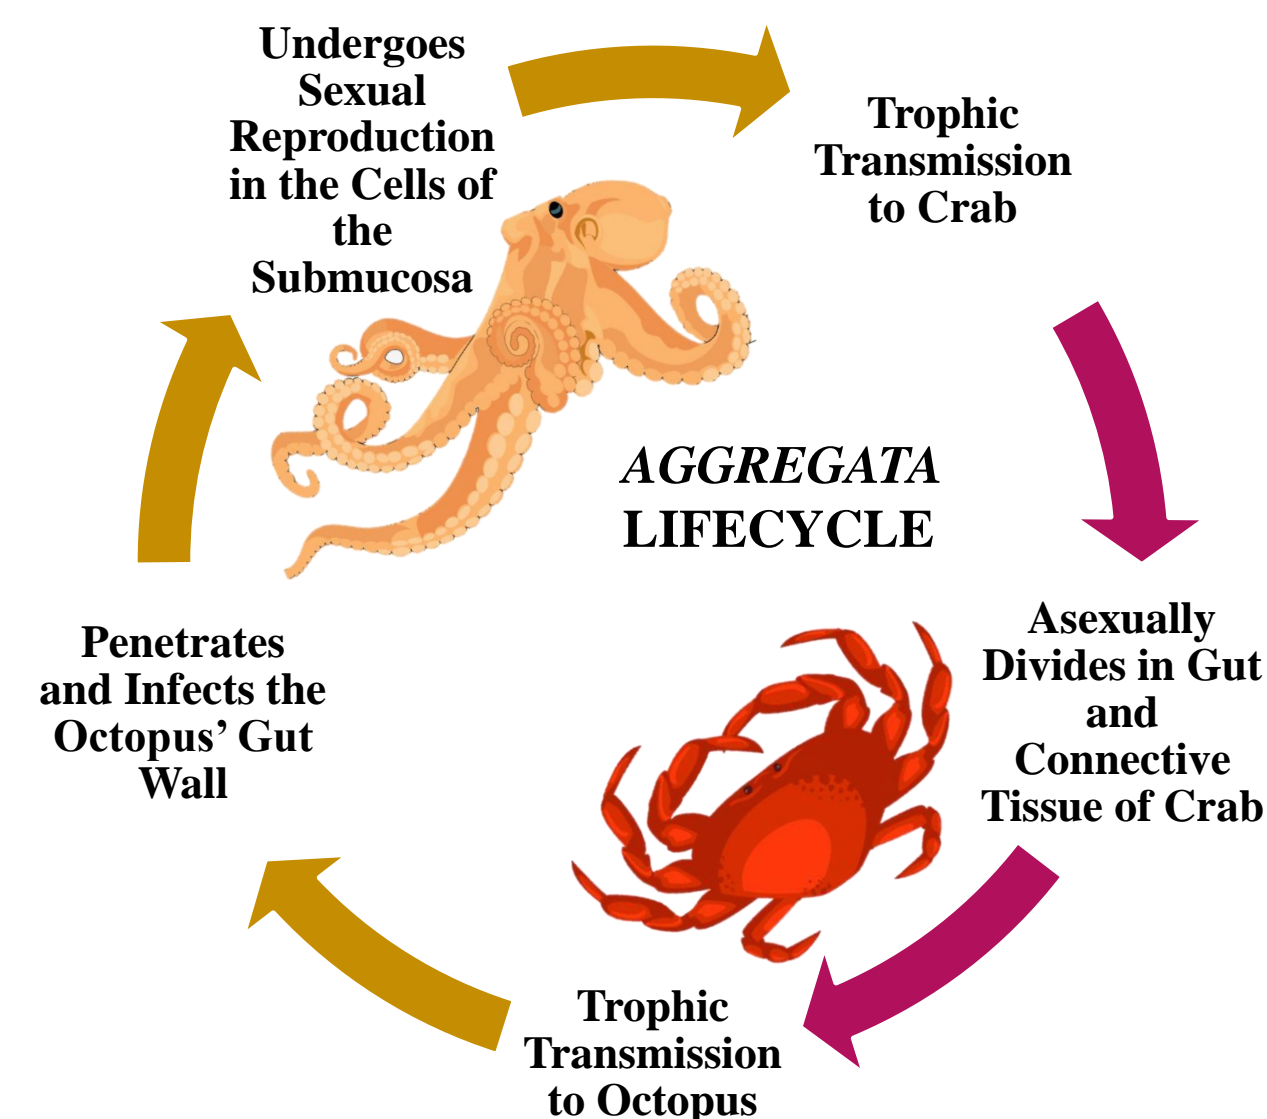 Undergoes
Sexual
Reproduction
in the Cells of
the
Submucosa
Trophic
Transmission
to Crab
AGGREGATA
LIFECYCLE
Asexually
Divides in Gut
and
Connective
Tissue of Crab
Trophic
Transmission
to Octopus
Penetrates
and Infects the
Octopus’ Gut
Wall